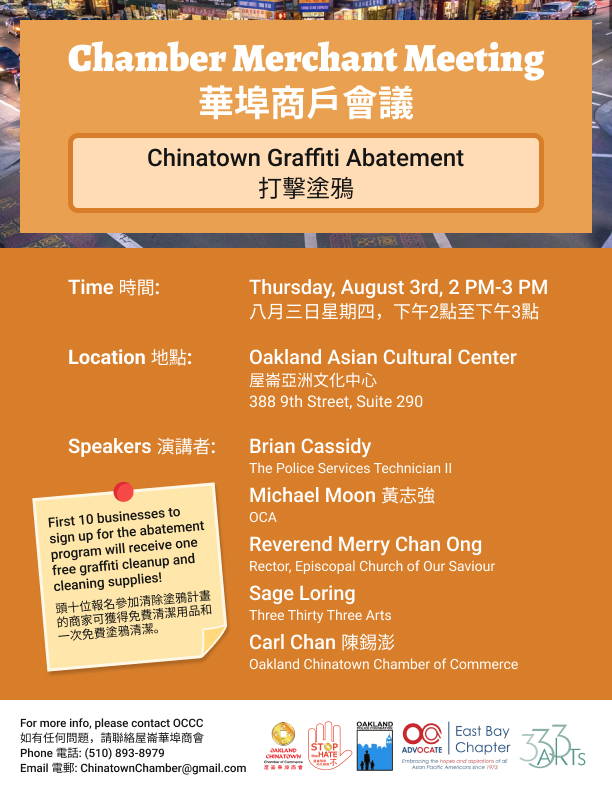 Chamber Merchant Meeting
華埠商戶會議
Chinatown Graffiti Abatement
打擊塗鴉
Time 時間:
Thursday, August 3rd, 2 PM-3 PM
八月三日星期四，下午2點至下午3點
Location 地點:
Oakland Asian Cultural Center
屋崙亞洲文化中心
388 9th Street, Suite 290
Speakers 演講者:
Brian Cassidy
The Police Services Technician II
Michael Moon 黃志強
OCA
Reverend Merry Chan Ong
Rector, Episcopal Church of Our Saviour
Sage Loring
Three Thirty Three Arts
Carl Chan 陳錫澎
Oakland Chinatown Chamber of Commerce
First 10 businesses to
sign up for the abatement
program will receive one
free graffiti cleanup and
cleaning supplies!
頭十位報名參加清除塗鴉計畫
的商家可獲得免費清潔用品和
一次免費塗鴉清潔。
For more info, please contact OCCC
如有任何問題，請聯絡屋崙華埠商會
Phone 電話: (510) 893-8979
Email 電郵: ChinatownChamber@gmail.com
OAKLAND
CHINATOWN
Chamber of Commerce
屋崙華埠商會
STOP
the HATE
OAKLAND
POLICE FOUNDATION
OCA
ADVOCATE
East Bay
Chapter
Embracing the hopes and aspirations of
Asian Pacific Americans since 1973
333
ARTS